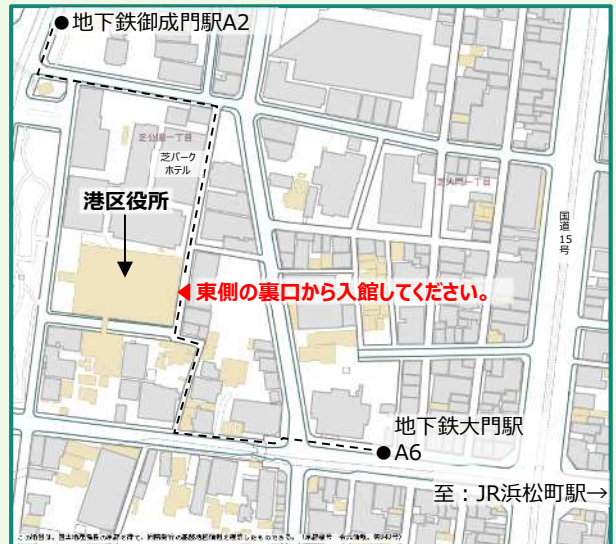 ●地下鉄御成門駅A2
芝公園一丁目
芝パーク
ホテル
芝大門一丁目
港区役所
国道15号
東側の裏口から入館してください。
地下鉄大門駅
●A6
至：JR浜松町駅→